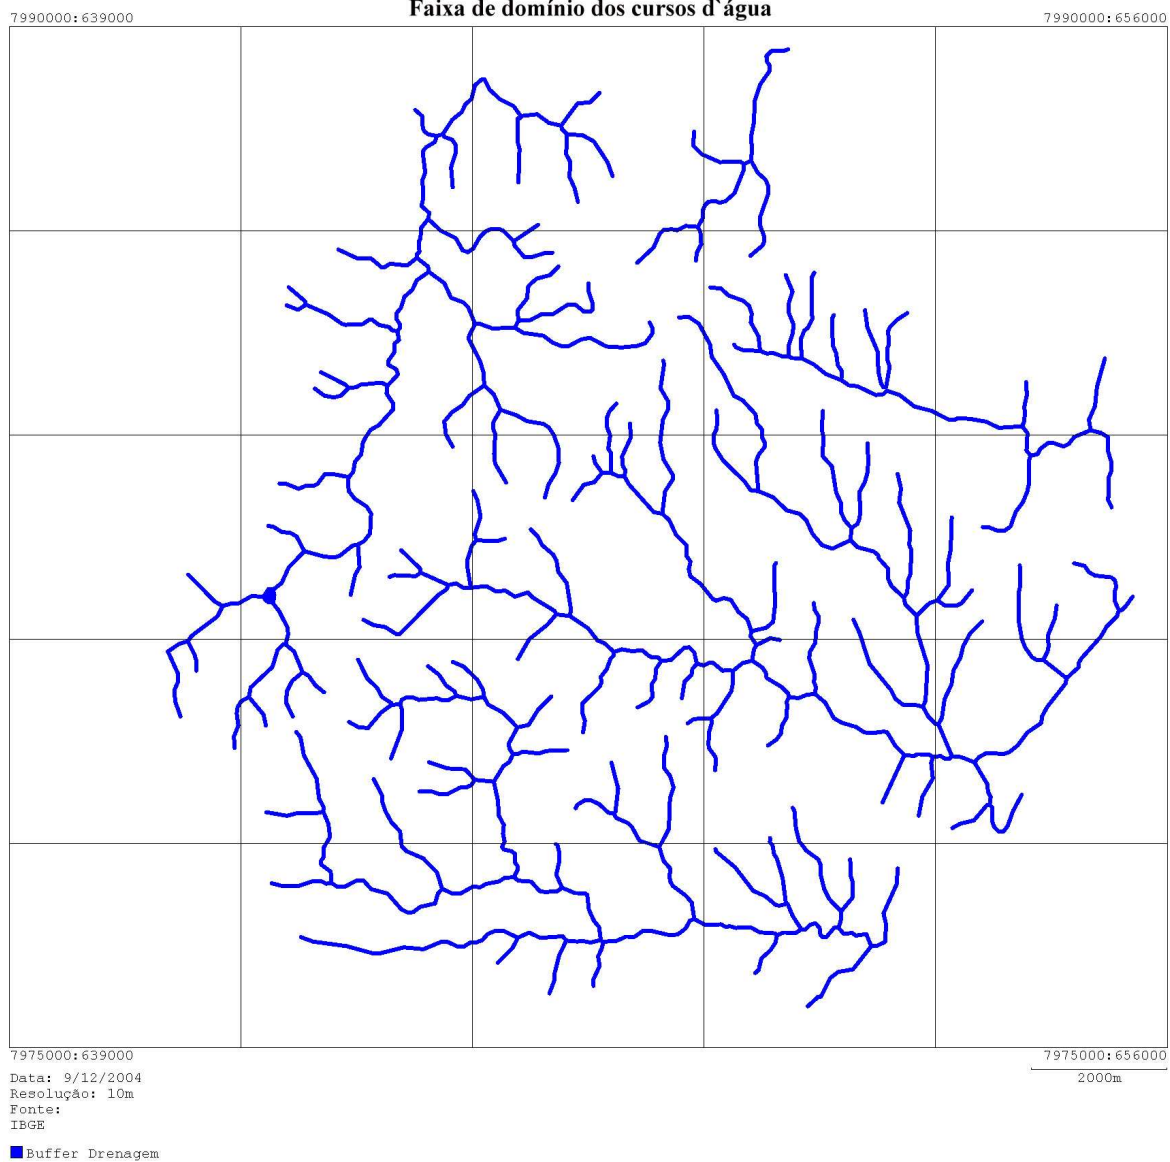 Faixa de domínio dos cursos d`água
7990000:639000
7990000:656000
7975000:639000
7975000:656000
2000m
Data: 9/12/2004
Resolução: 10m
Fonte:
IBGE
Buffer Drenagem